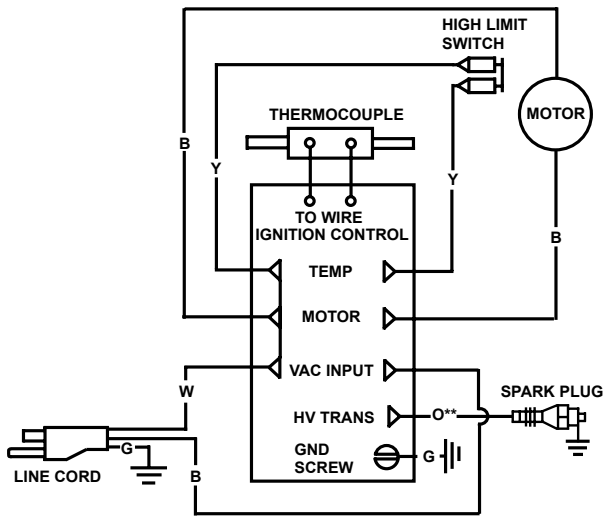 HIGH LIMIT
SWITCH
THERMOCOUPLE
MOTOR
B
Y
Y
B
TO WIRE
IGNITION CONTROL
TEMP
MOTOR
VAC INPUT
W
HV TRANS
O**
SPARK PLUG
GND
SCREW
G
G
LINE CORD
B